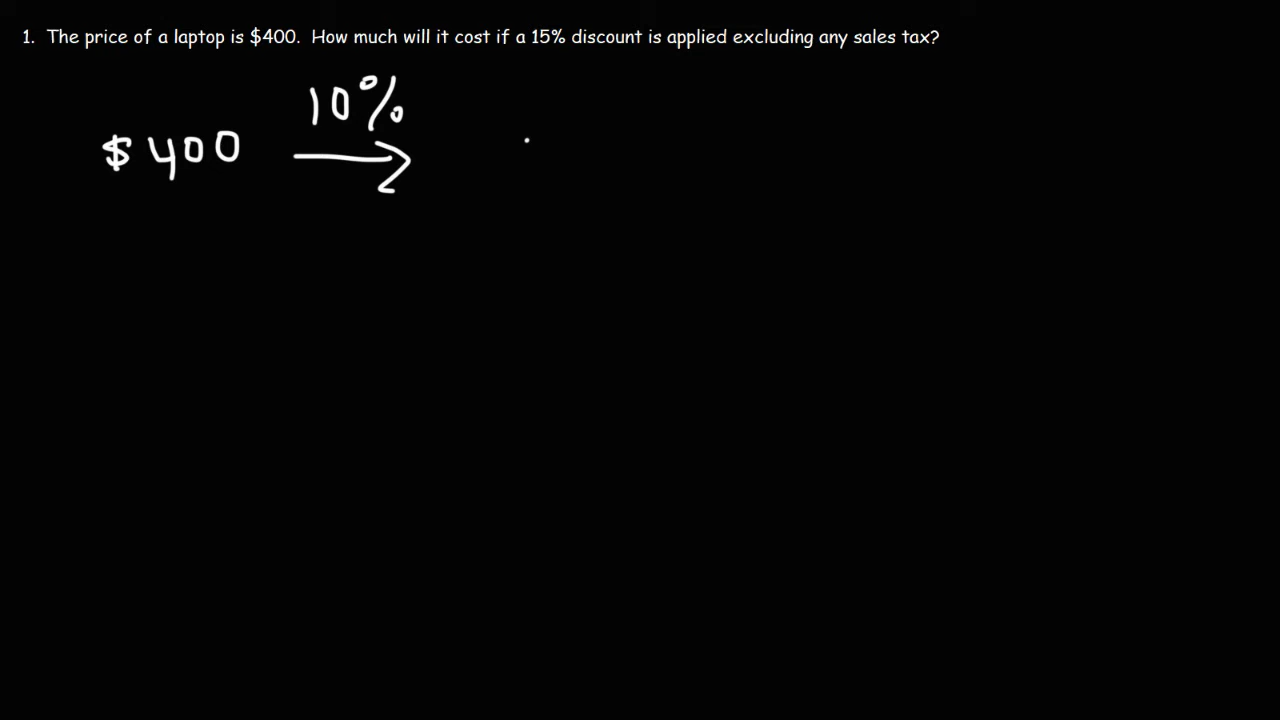 1. The price of a laptop is $400. How much will it cost if a 15% discount is applied excluding any sales tax?
10%
$400